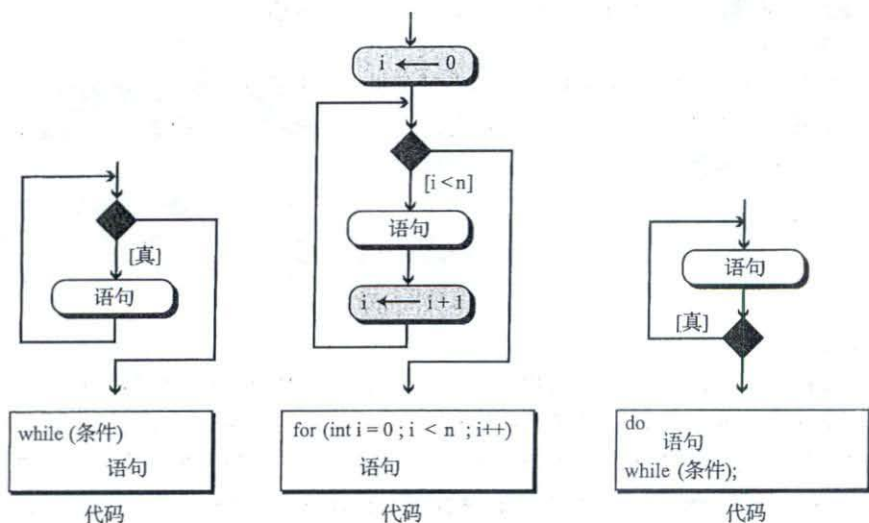 [真]
语句
while (条件)
语句
代码
i ← 0
[i < n]
语句
i ← i + 1
for (int i = 0 ; i < n ; i++)
语句
代码
语句
[真]
do
语句
while (条件);
代码